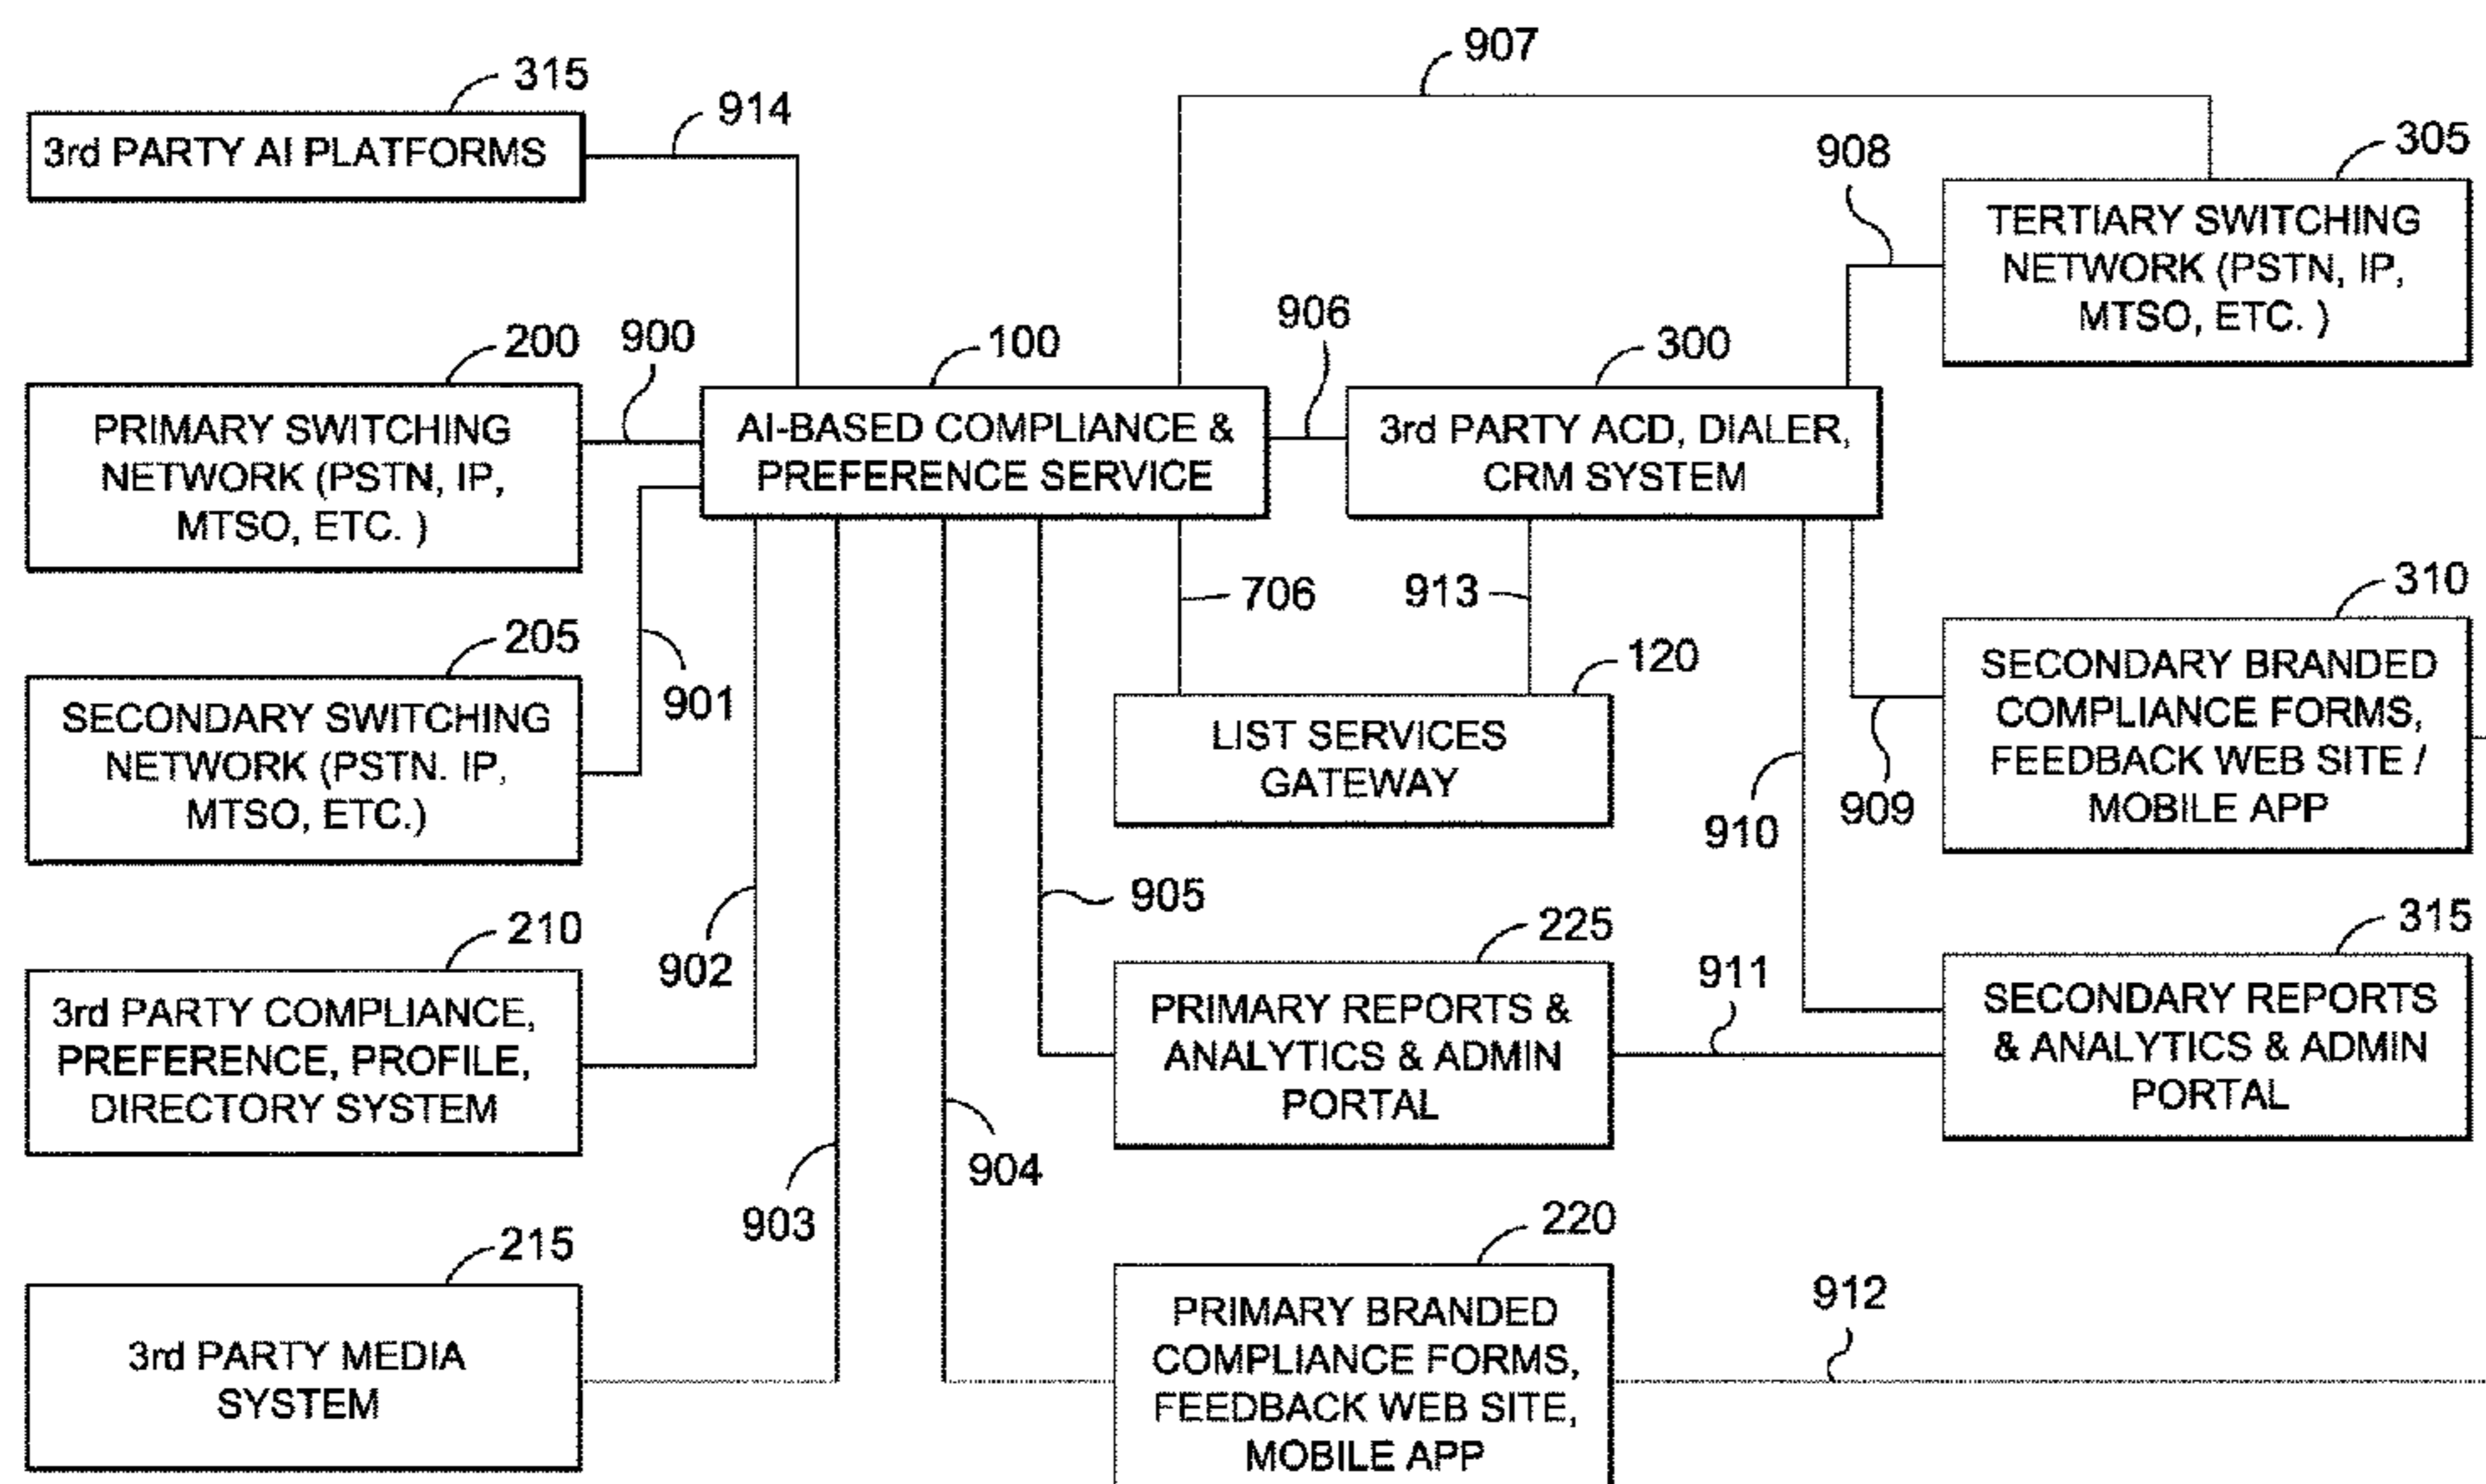 907
315
914
3rd PARTY AI PLATFORMS
908
305
TERTIARY SWITCHING
NETWORK (PSTN, IP,
MTSO, ETC. )
200
900
100
906
300
PRIMARY SWITCHING
NETWORK (PSTN, IP,
MTSO, ETC. )
AI-BASED COMPLIANCE &
PREFERENCE SERVICE
3rd PARTY ACD, DIALER,
CRM SYSTEM
706
913
310
205
901
120
SECONDARY SWITCHING
NETWORK (PSTN. IP,
MTSO, ETC.)
LIST SERVICES
GATEWAY
910
909
SECONDARY BRANDED
COMPLIANCE FORMS,
FEEDBACK WEB SITE /
MOBILE APP
905
210
902
225
911
315
3rd PARTY COMPLIANCE,
PREFERENCE, PROFILE,
DIRECTORY SYSTEM
PRIMARY REPORTS &
ANALYTICS & ADMIN
PORTAL
SECONDARY REPORTS
& ANALYTICS & ADMIN
PORTAL
904
903
215
220
912
3rd PARTY MEDIA
SYSTEM
PRIMARY BRANDED
COMPLIANCE FORMS,
FEEDBACK WEB SITE,
MOBILE APP